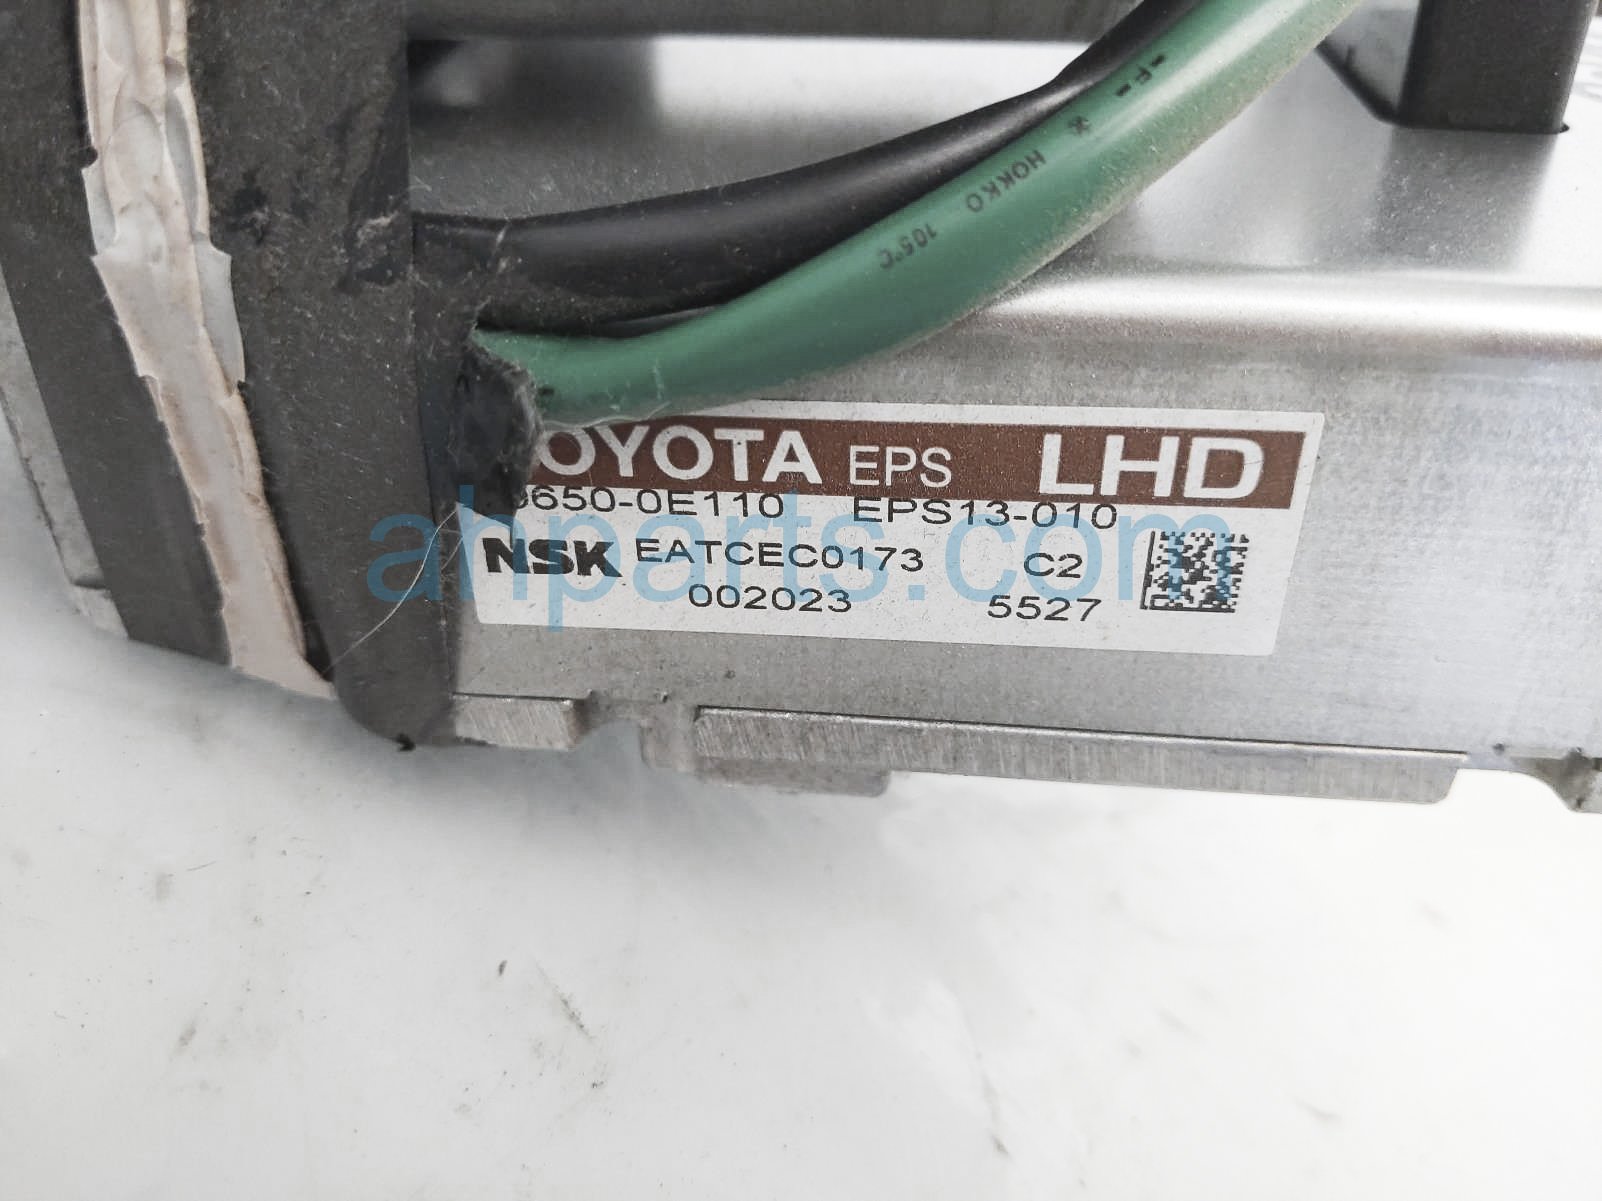 -F- * HOKKO 105°C
OYOTA EPS LHD
650-0E110 EPS13-010
NSK EATCEC0173 C2
002023 5527
ahparts.com